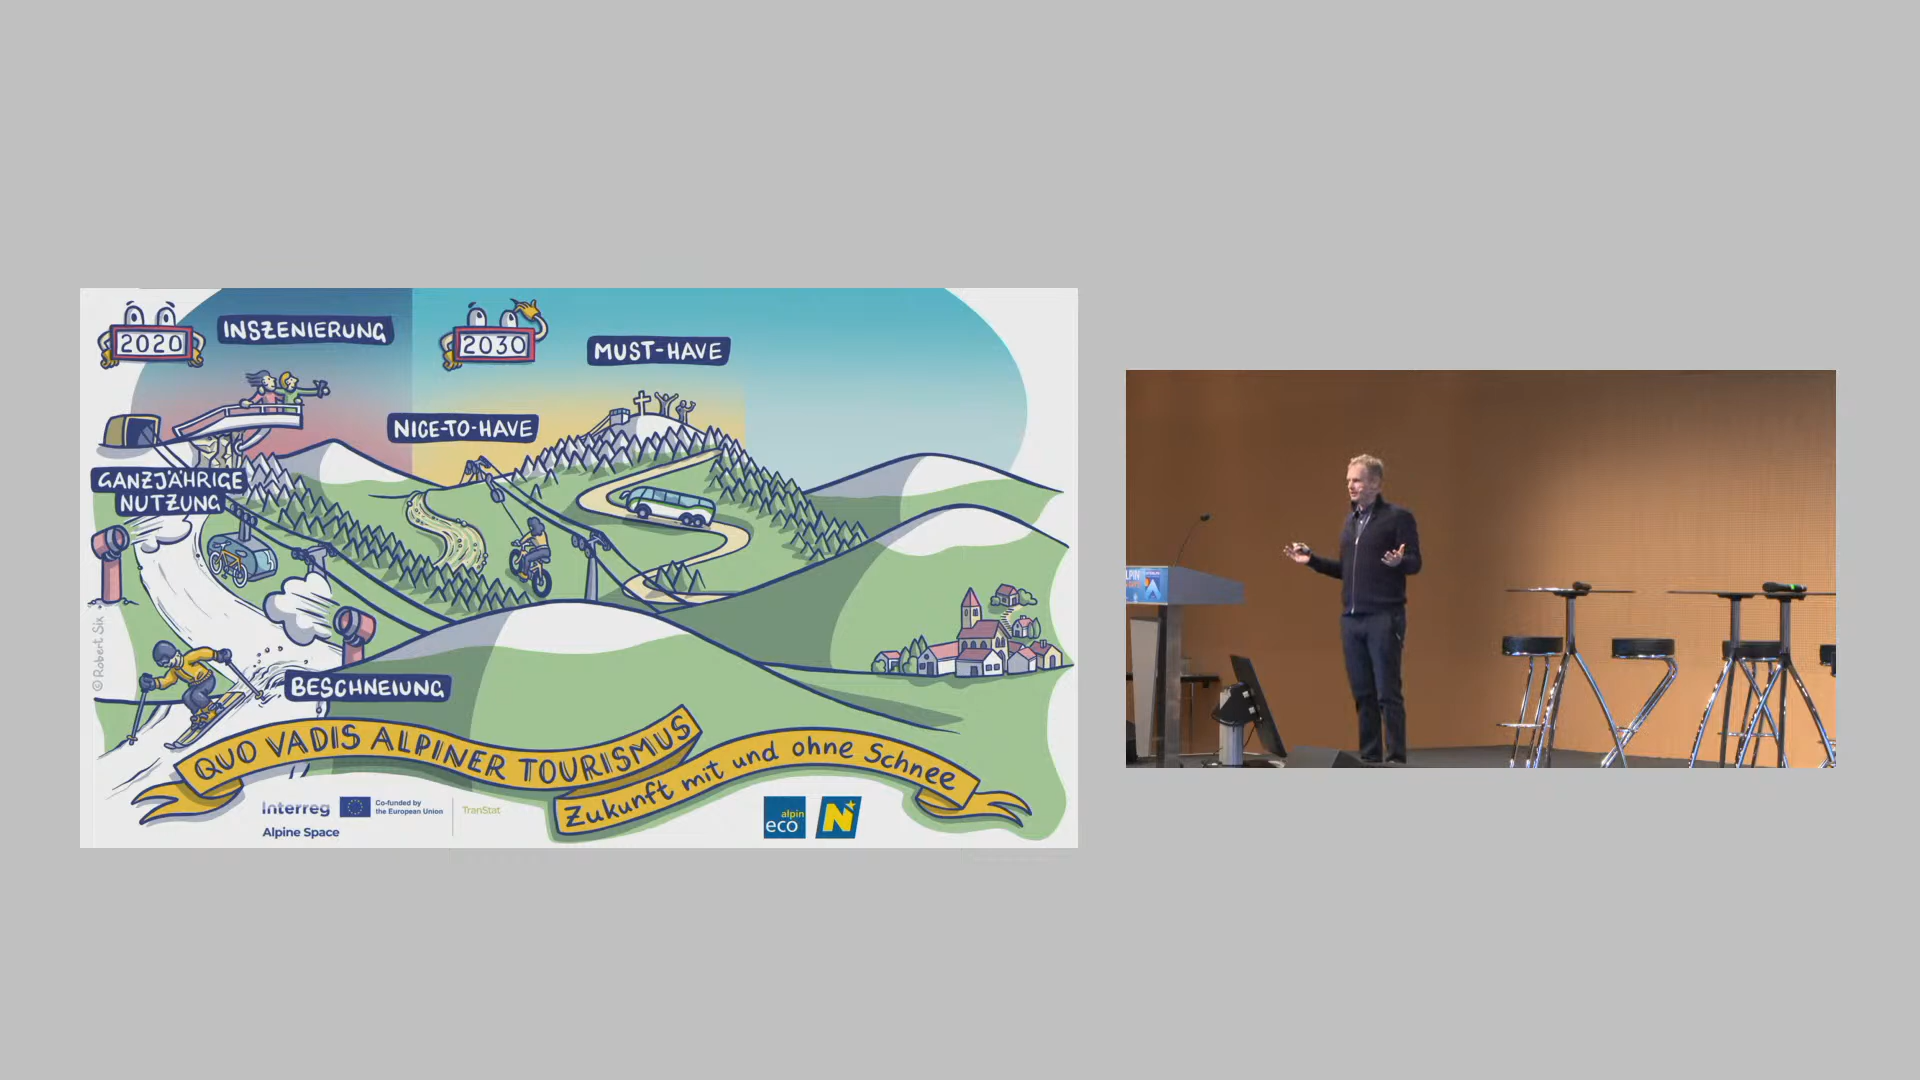 2020
INSZENIERUNG
2030
MUST-HAVE
NICE-TO-HAVE
GANZJÄHRIGE
NUTZUNG
BESCHNEIUNG
© Robert Six
QUO VADIS ALPINER TOURISMUS
Zukunft mit und ohne Schnee
Interreg
Co-funded by
the European Union
TranStat
Alpine Space
alpin
eco
N